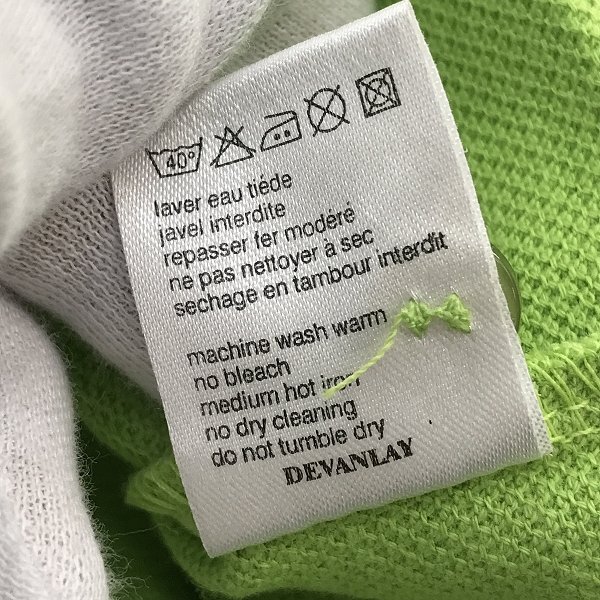 40°
laver eau tiéde
javel interdite
repasser fer modéré
ne pas nettoyer à sec
sechage en tambour interdit
machine wash warm
no bleach
medium hot iron
no dry cleaning
do not tumble dry
DEVANLAY